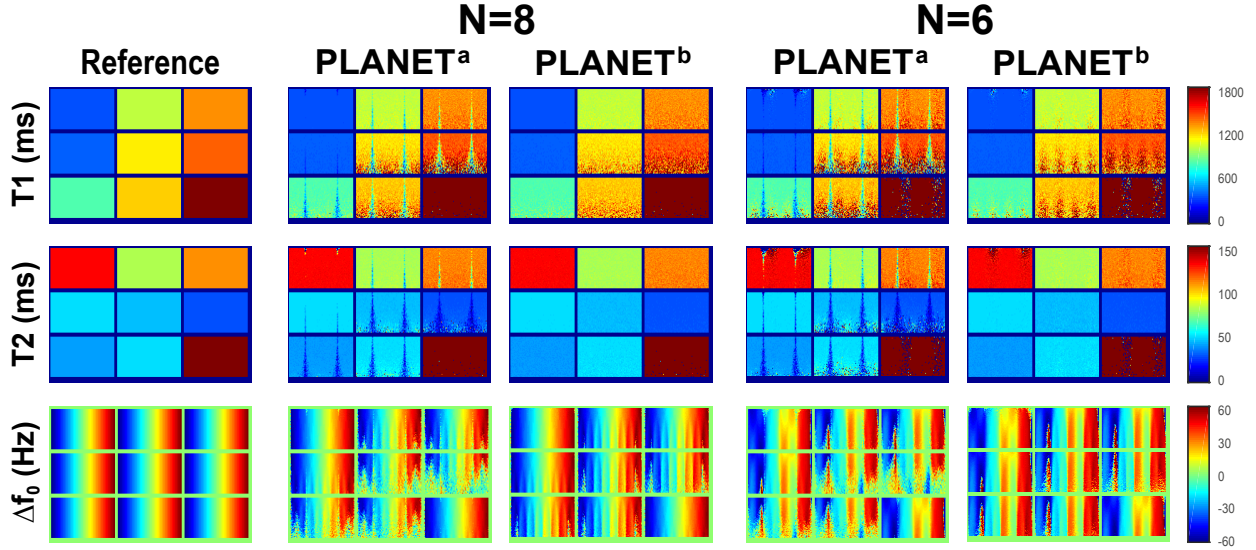 N=8 N=6
Reference PLANETᵃ PLANETᵇ PLANETᵃ PLANETᵇ
T1 (ms)
1800
1200
600
0
T2 (ms)
150
100
50
0
Δf₀ (Hz)
60
30
0
-30
-60